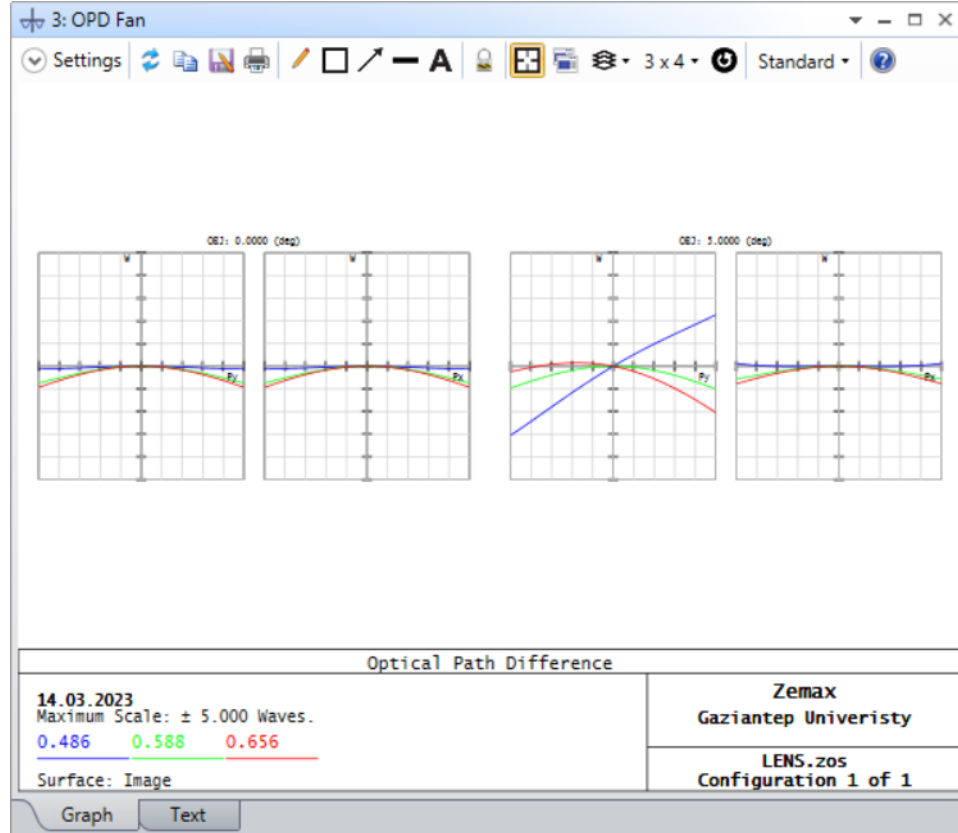 3: OPD Fan
Settings A 3 x 4 Standard ?
OBJ: 0.0000 (deg) OBJ: 5.0000 (deg)
W W W W
Py Px Py Px
Optical Path Difference
14.03.2023
Maximum Scale: ± 5.000 Waves.
0.486 0.588 0.656
Surface: Image
Zemax
Gaziantep Univeristy
LENS.zos
Configuration 1 of 1
Graph Text